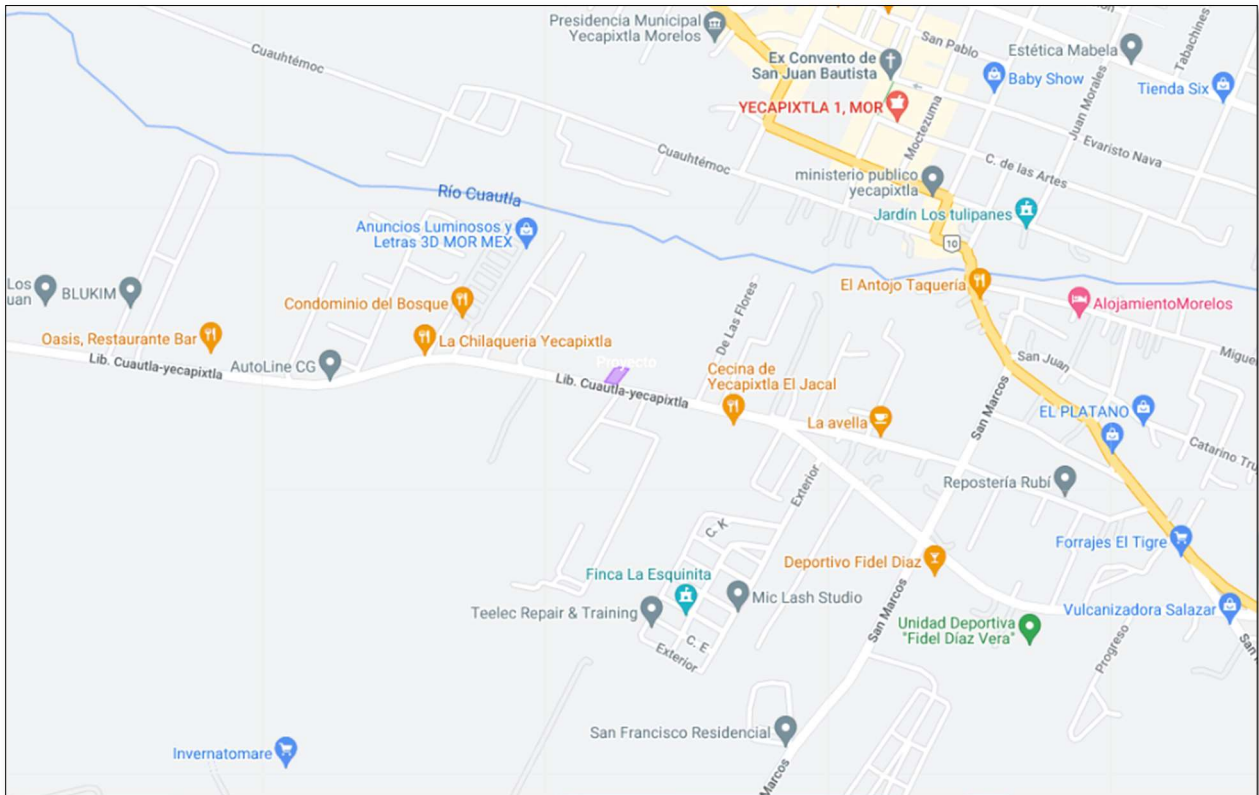 Presidencia Municipal
Yecapixtla Morelos
San Pablo
Tabachines
Estética Mabela
Cuauhtémoc
Ex Convento de
San Juan Bautista
Baby Show
Tienda Six
YECAPIXTLA 1, MOR
Moctezuma
Juan Morales
Evaristo Nava
Cuauhtémoc
C. de las Artes
ministerio publico
yecapixtla
Río Cuautla
Jardín Los tulipanes
Anuncios Luminosos y
Letras 3D MOR MEX
10
Los
uan
BLUKIM
Condominio del Bosque
El Antojo Taquería
AlojamientoMorelos
De Las Flores
Oasis, Restaurante Bar
La Chilaqueria Yecapixtla
Lib. Cuautla-yecapixtla
AutoLine CG
Proyecto
San Juan
Migue
Lib. Cuautla-yecapixtla
Cecina de
Yecapixtla El Jacal
San Marcos
EL PLATANO
La avella
Catarino Tru
Exterior
Repostería Rubí
C. K
Forrajes El Tigre
Deportivo Fidel Diaz
Finca La Esquinita
Mic Lash Studio
Teelec Repair & Training
San Marcos
Vulcanizadora Salazar
Unidad Deportiva
"Fidel Díaz Vera"
C. E
Exterior
Progreso
San
San Francisco Residencial
Invernatomare
Marcos